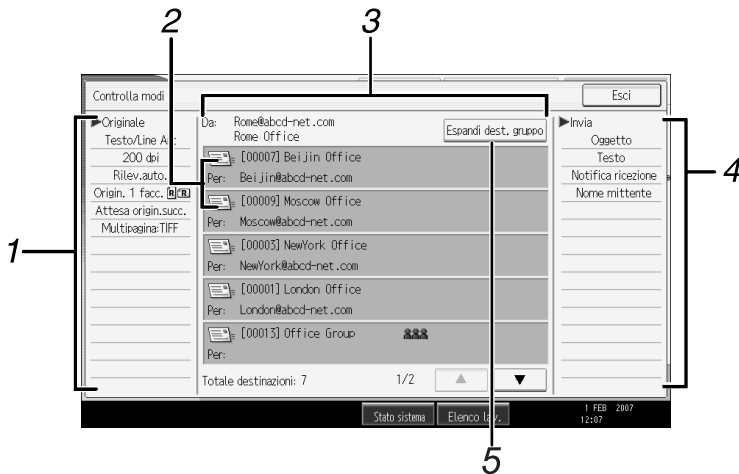 2
3
Controlla modi
Esci
1
►Originale
Testo/Line Art
200 dpi
Rilev.auto.
Origin. 1 facc. R R
Attesa origin.succ.
Multipagina:TIFF
Da: Rome@abcd-net.com
Rome Office
Espandi dest. gruppo
[00007] Beijin Office
Per: Beijin@abcd-net.com
[00009] Moscow Office
Per: Moscow@abcd-net.com
[00003] NewYork Office
Per: NewYork@abcd-net.com
[00001] London Office
Per: London@abcd-net.com
[00013] Office Group
Per:
Totale destinazioni: 7
1/2
▲
▼
►Invia
Oggetto
Testo
Notifica ricezione
Nome mittente
4
Stato sistema
Elenco lav.
1 FEB 2007
12:07
5